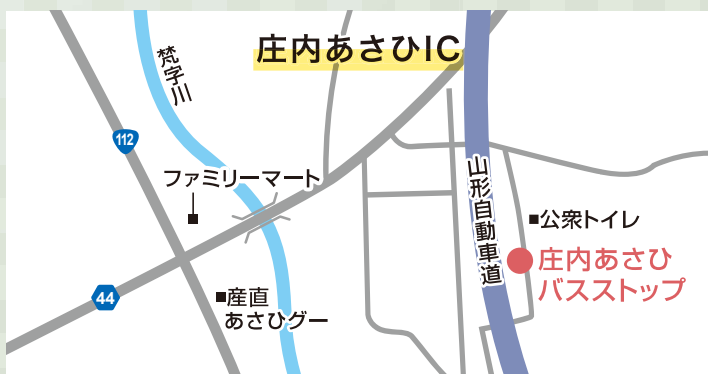 庄内あさひIC
梵字川
112
ファミリーマート
山形自動車道
■公衆トイレ
庄内あさひ
バスストップ
44
■産直
あさひグー